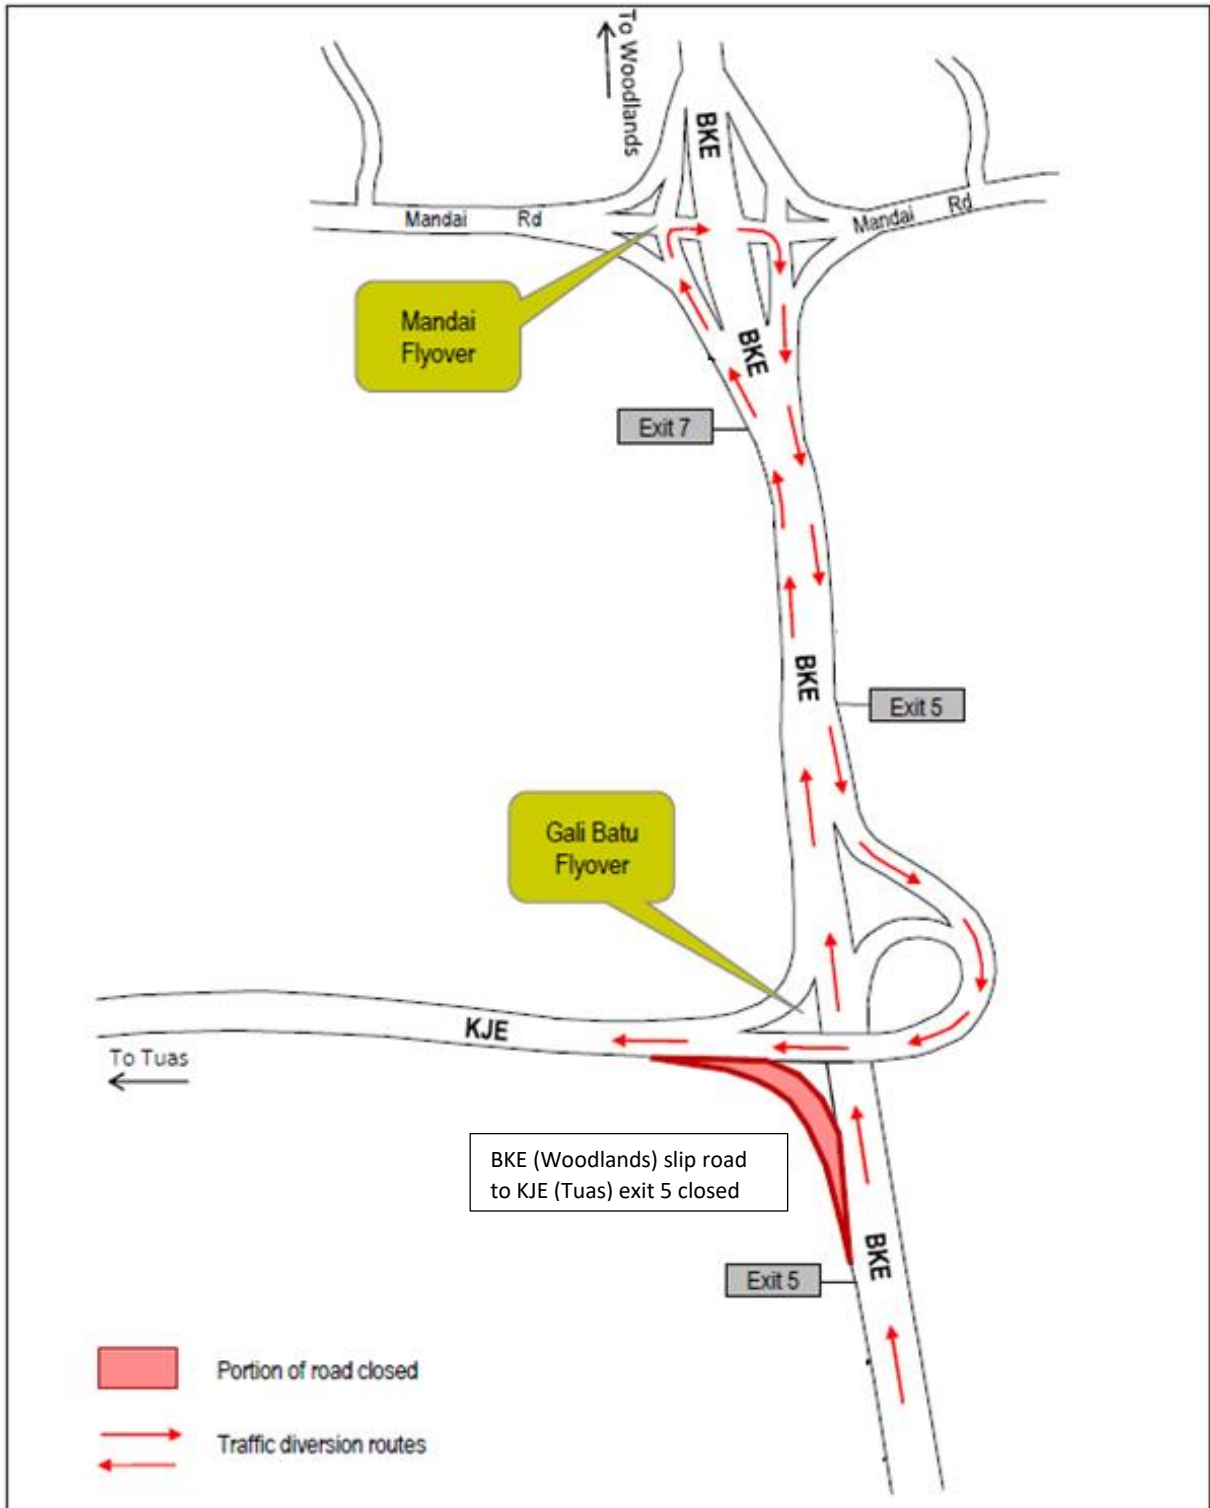 To Woodlands
BKE
Mandai Rd
Mandai Rd
Mandai
Flyover
BKE
Exit 7
BKE
Exit 5
Gali Batu
Flyover
KJE
To Tuas
BKE (Woodlands) slip road
to KJE (Tuas) exit 5 closed
BKE
Exit 5
Portion of road closed
Traffic diversion routes